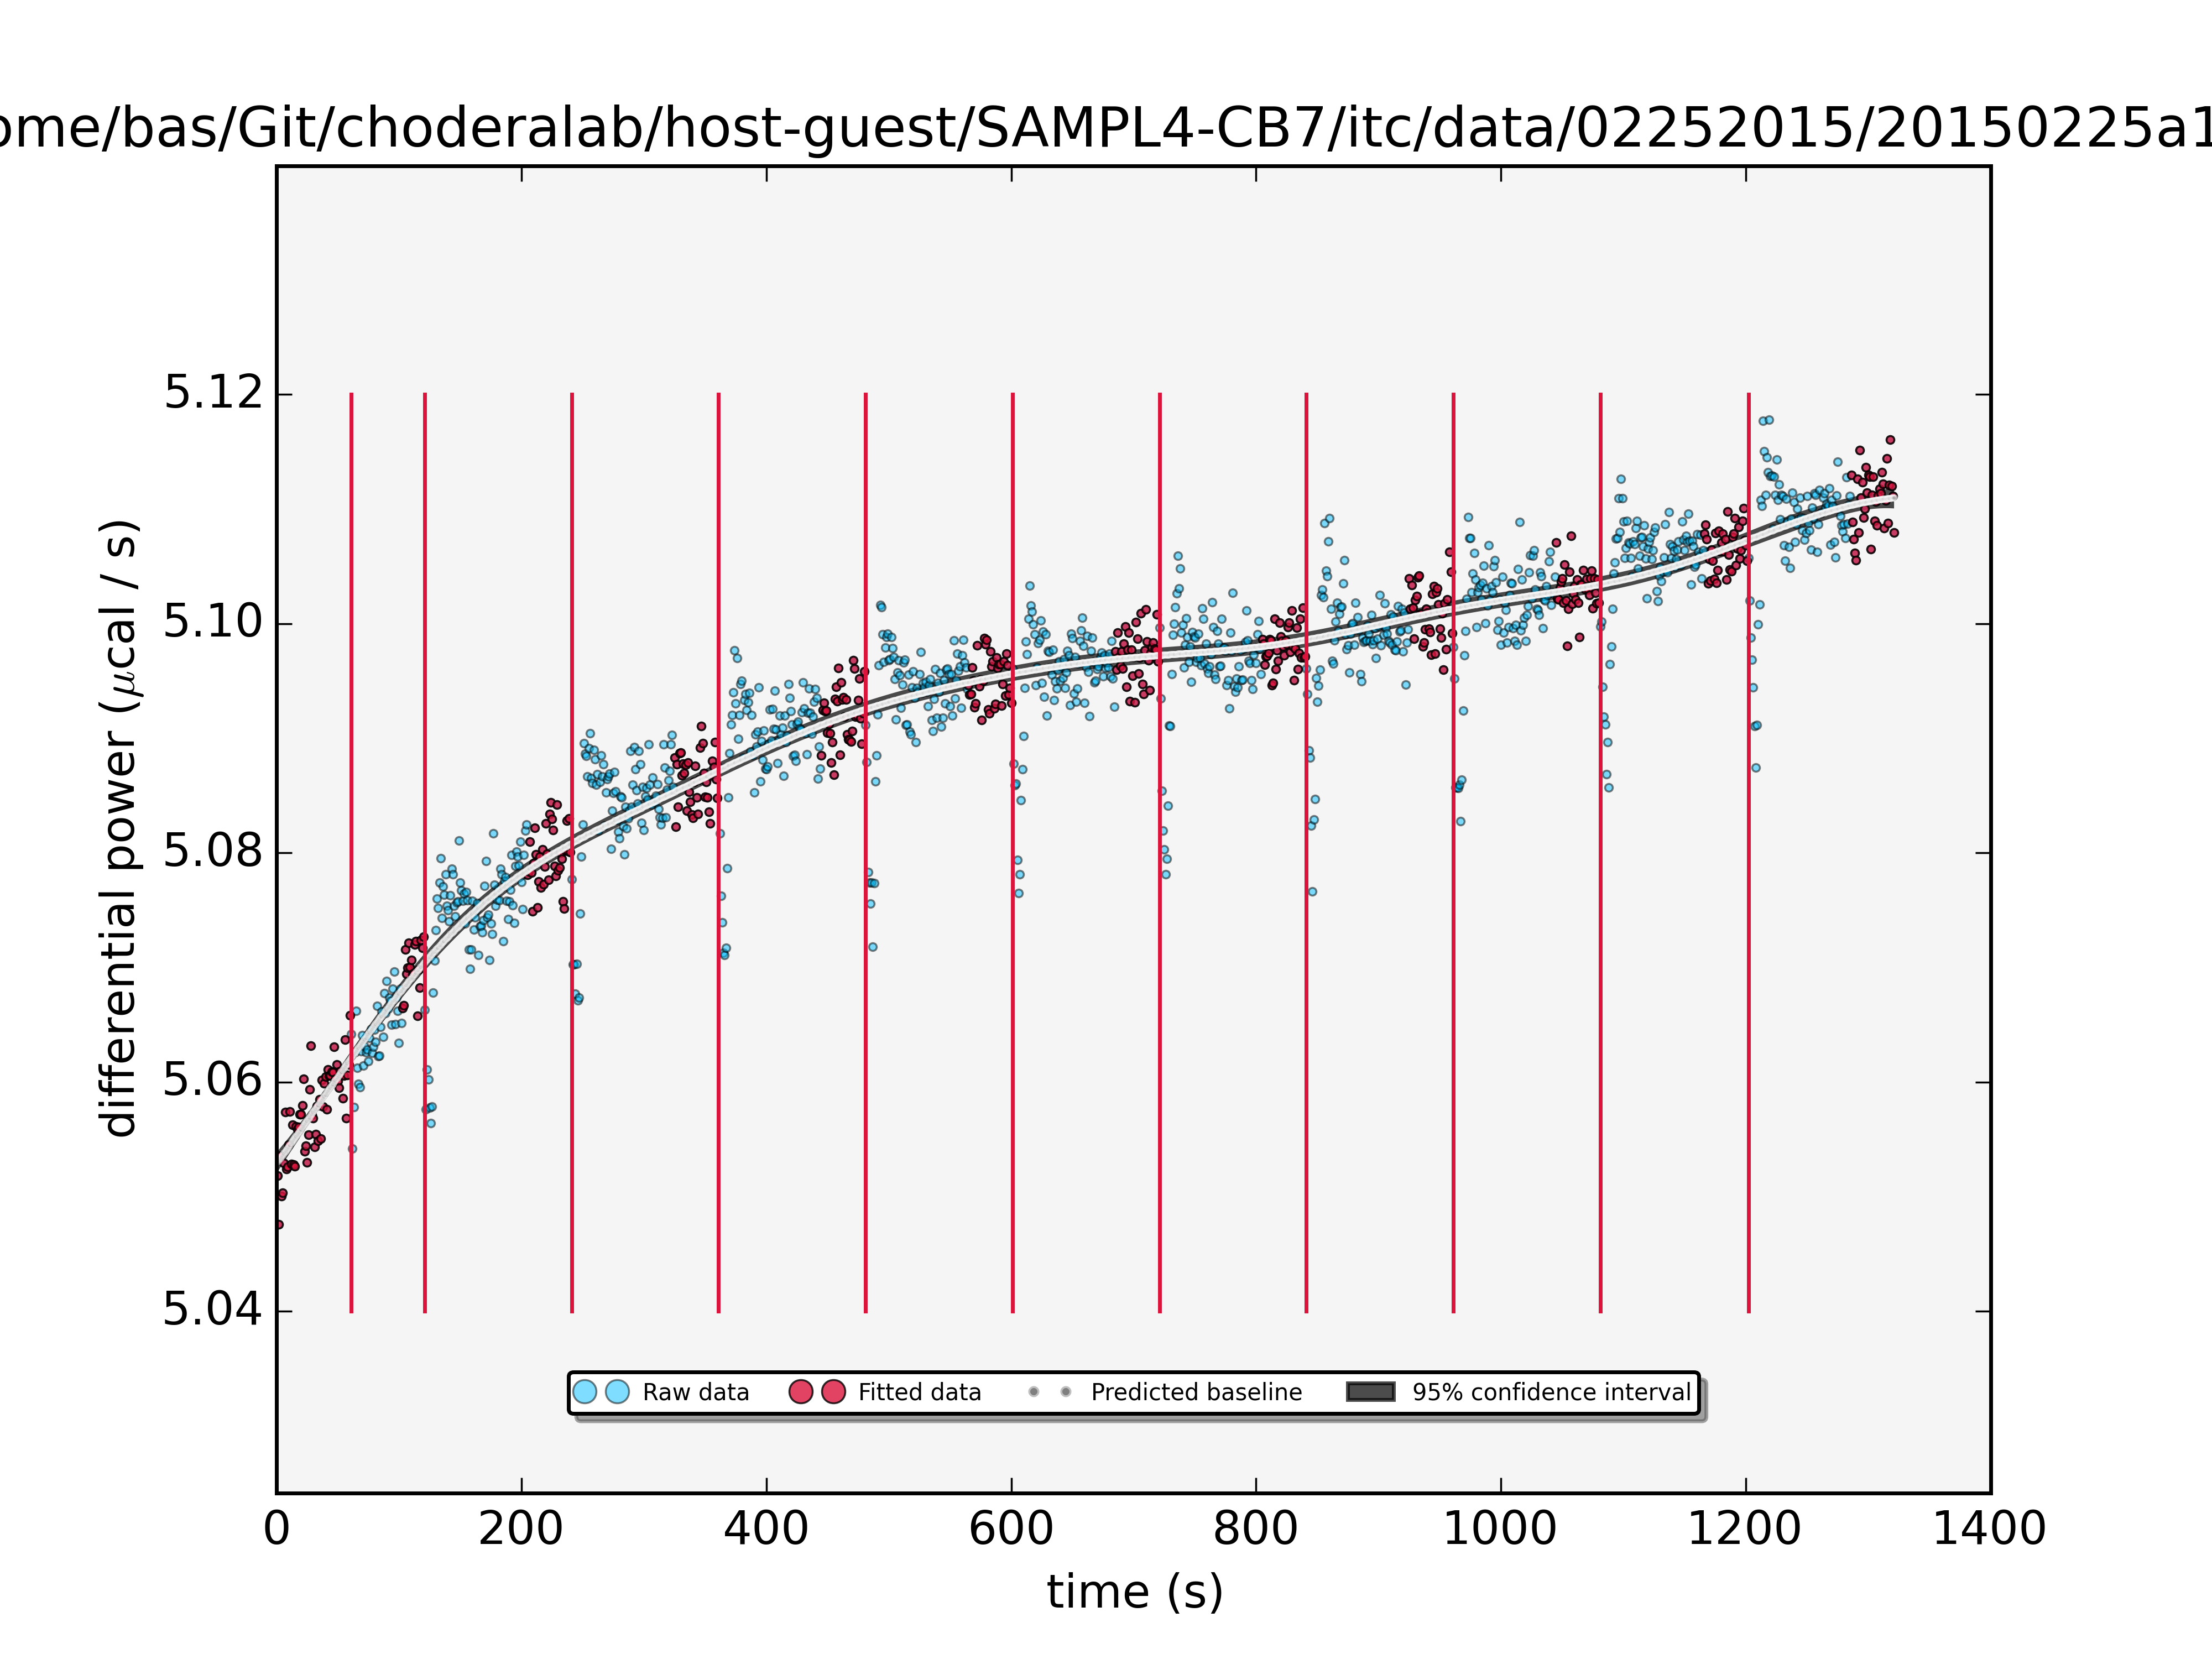 ome/bas/Git/choderalab/host-guest/SAMPL4-CB7/itc/data/02252015/20150225a1
differential power (μcal / s)
5.12
5.10
5.08
5.06
5.04
Raw data Fitted data Predicted baseline 95% confidence interval
0 200 400 600 800 1000 1200 1400
time (s)